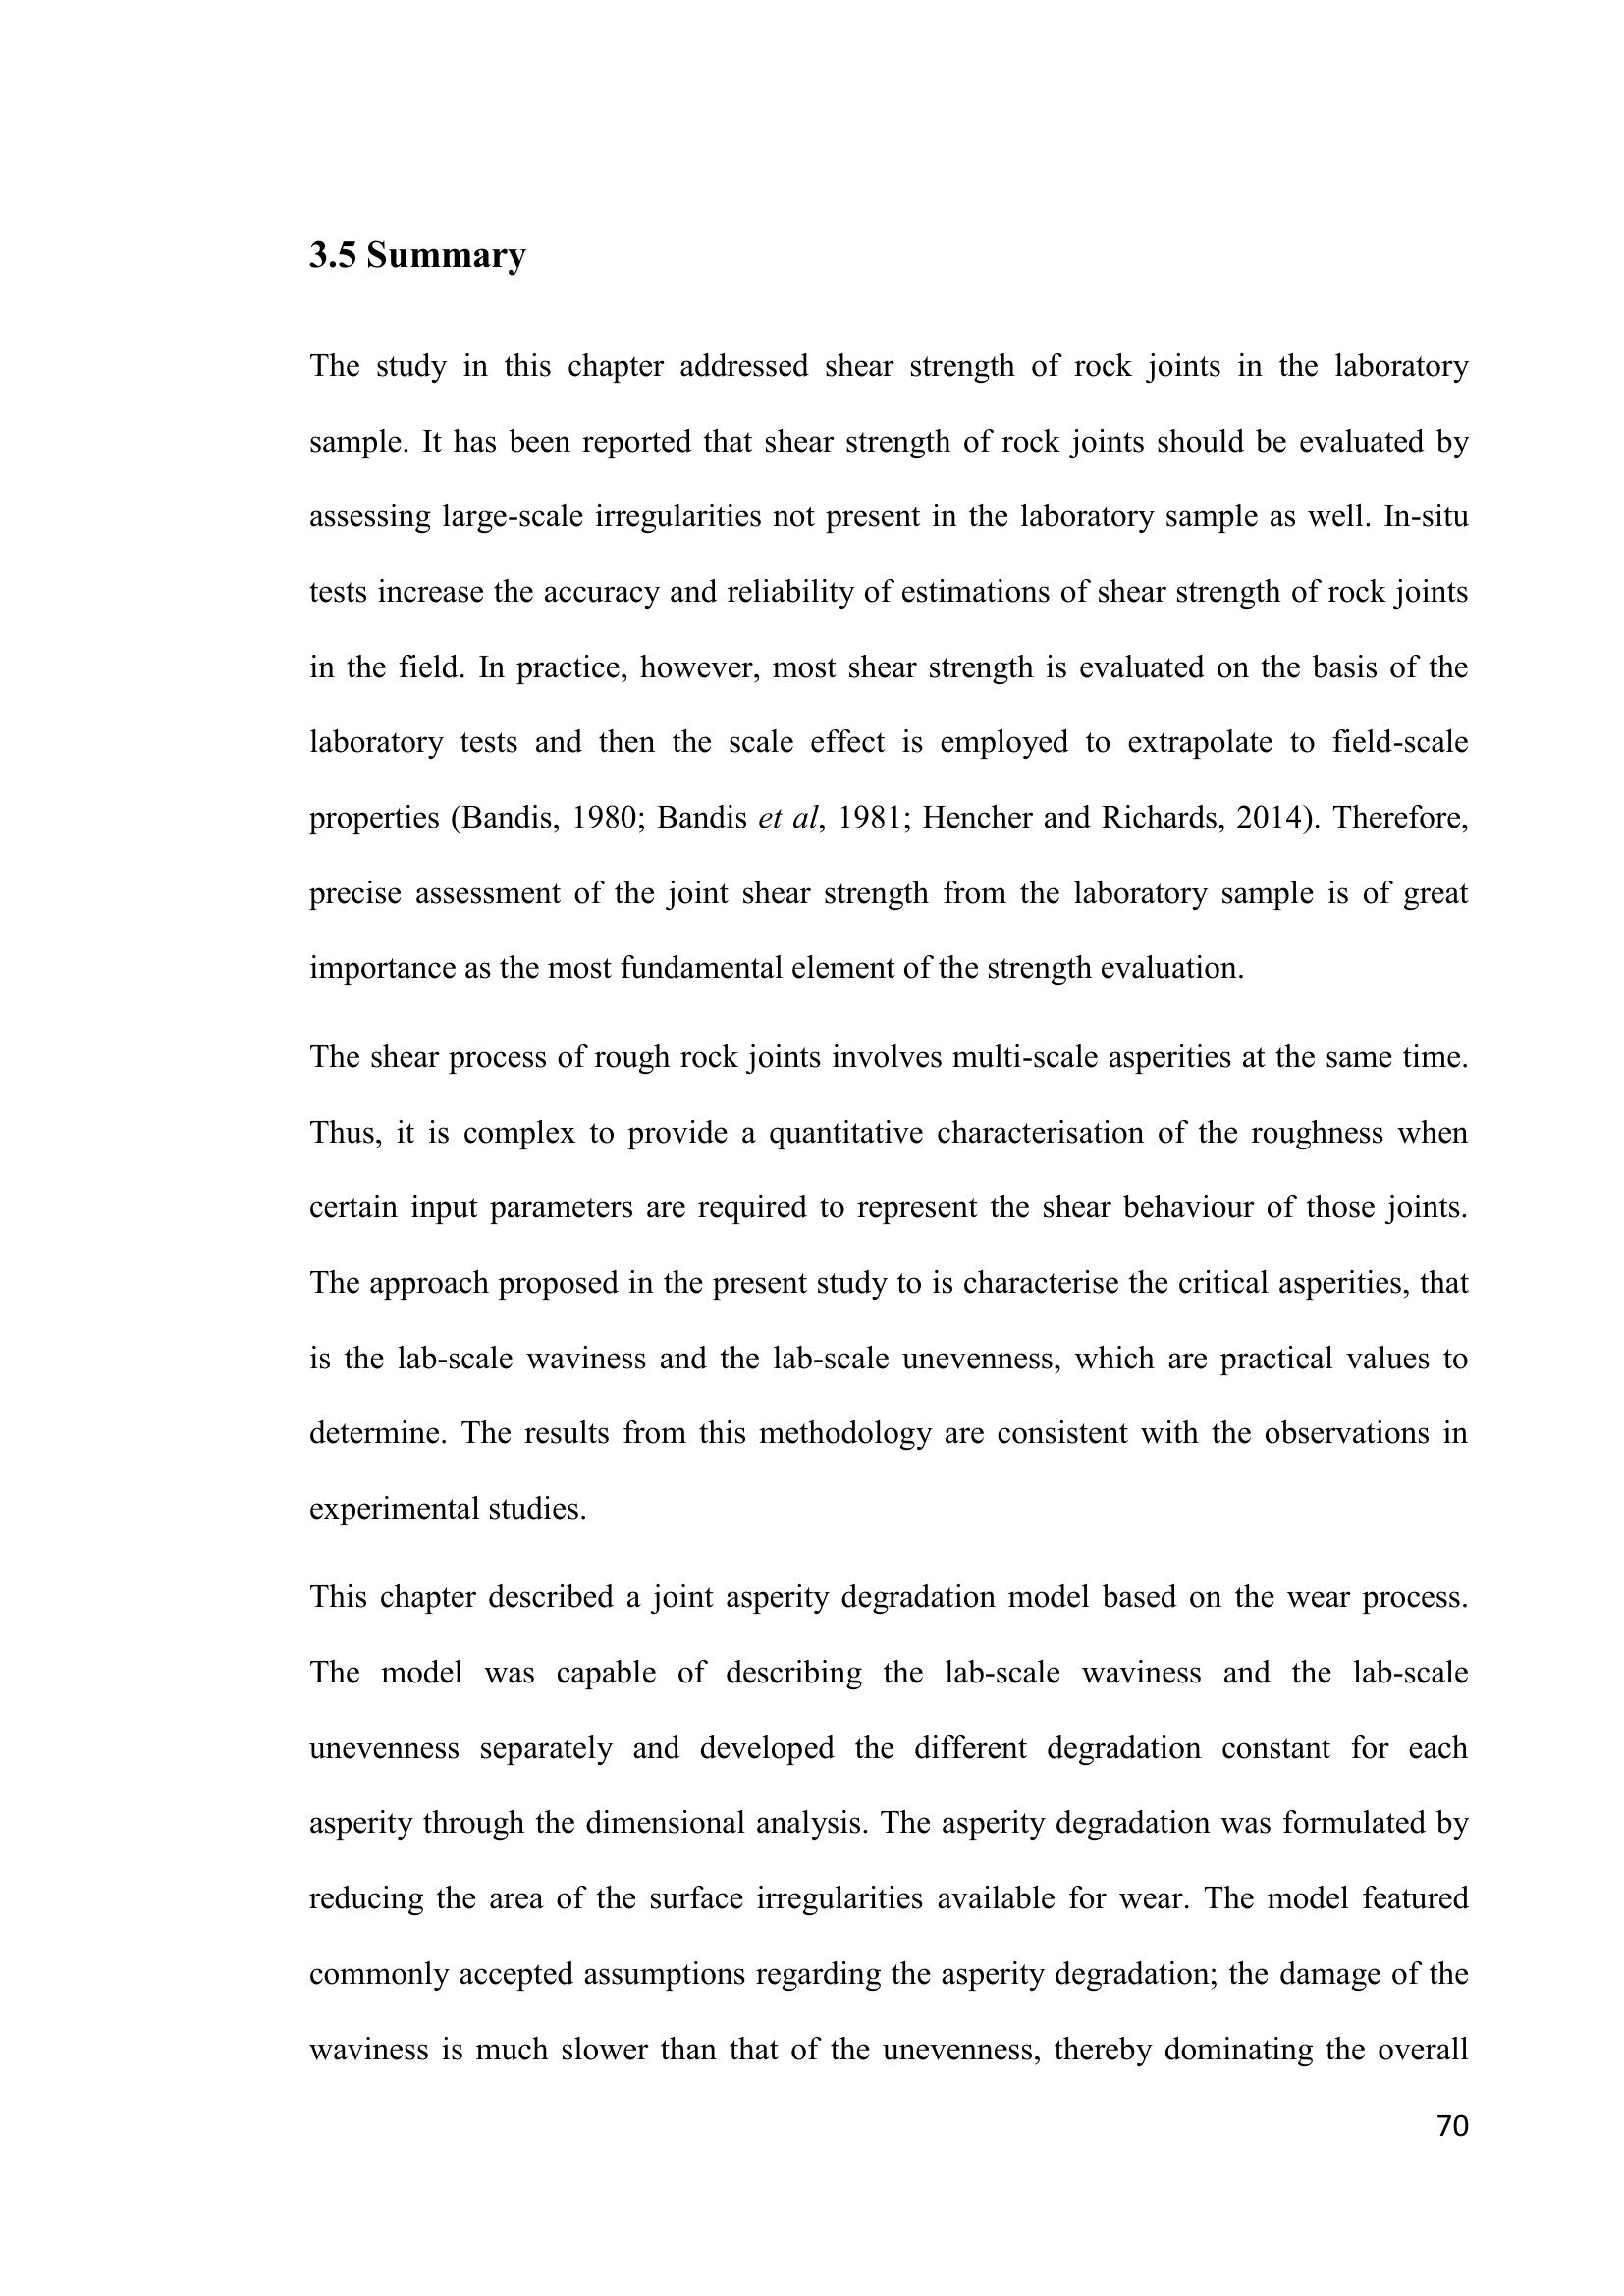 3.5 Summary
The study in this chapter addressed shear strength of rock joints in the laboratory
sample. It has been reported that shear strength of rock joints should be evaluated by
assessing large-scale irregularities not present in the laboratory sample as well. In-situ
tests increase the accuracy and reliability of estimations of shear strength of rock joints
in the field. In practice, however, most shear strength is evaluated on the basis of the
laboratory tests and then the scale effect is employed to extrapolate to field-scale
properties (Bandis, 1980; Bandis et al, 1981; Hencher and Richards, 2014). Therefore,
precise assessment of the joint shear strength from the laboratory sample is of great
importance as the most fundamental element of the strength evaluation.
The shear process of rough rock joints involves multi-scale asperities at the same time.
Thus, it is complex to provide a quantitative characterisation of the roughness when
certain input parameters are required to represent the shear behaviour of those joints.
The approach proposed in the present study to is characterise the critical asperities, that
is the lab-scale waviness and the lab-scale unevenness, which are practical values to
determine. The results from this methodology are consistent with the observations in
experimental studies.
This chapter described a joint asperity degradation model based on the wear process.
The model was capable of describing the lab-scale waviness and the lab-scale
unevenness separately and developed the different degradation constant for each
asperity through the dimensional analysis. The asperity degradation was formulated by
reducing the area of the surface irregularities available for wear. The model featured
commonly accepted assumptions regarding the asperity degradation; the damage of the
waviness is much slower than that of the unevenness, thereby dominating the overall
70